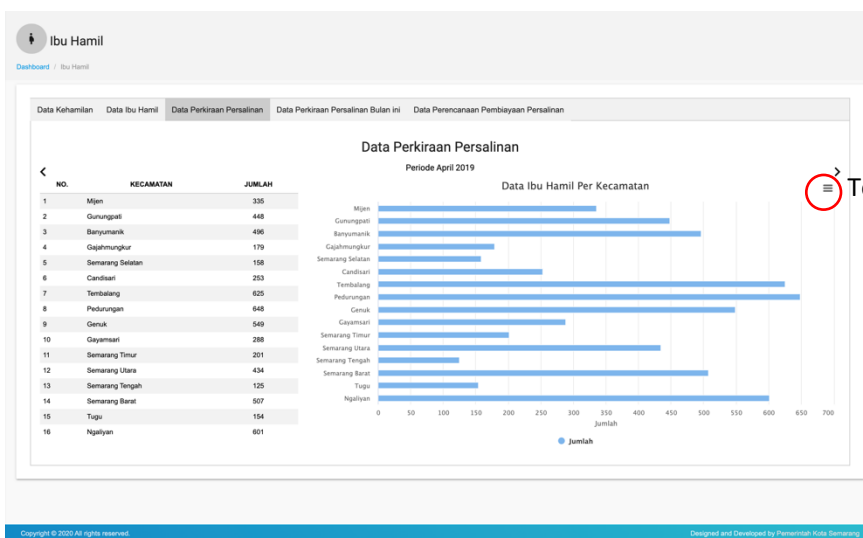 Ibu Hamil
Dashboard / Ibu Hamil
Data Kehamilan Data Ibu Hamil Data Perkiraan Persalinan Data Perkiraan Persalinan Bulan ini Data Perencanaan Pembiayaan Persalinan
Data Perkiraan Persalinan
Periode April 2019
NO. KECAMATAN JUMLAH
1 Mijen 335
2 Gunungpati 448
3 Banyumanik 496
4 Gajahmungkur 179
5 Semarang Selatan 158
6 Candisari 253
7 Tembalang 625
8 Pedurungan 648
9 Genuk 549
10 Gayamsari 288
11 Semarang Timur 201
12 Semarang Utara 434
13 Semarang Tengah 125
14 Semarang Barat 507
15 Tugu 154
16 Ngaliyan 601
Data Ibu Hamil Per Kecamatan
Mijen
Gunungpati
Banyumanik
Gajahmungkur
Semarang Selatan
Candisari
Tembalang
Pedurungan
Genuk
Gayamsari
Semarang Timur
Semarang Utara
Semarang Tengah
Semarang Barat
Tugu
Ngaliyan
0 50 100 150 200 250 300 350 400 450 500 550 600 650 700
Jumlah
Jumlah
Copyright © 2020 All rights reserved. Designed and Developed by Pemerintah Kota Semarang